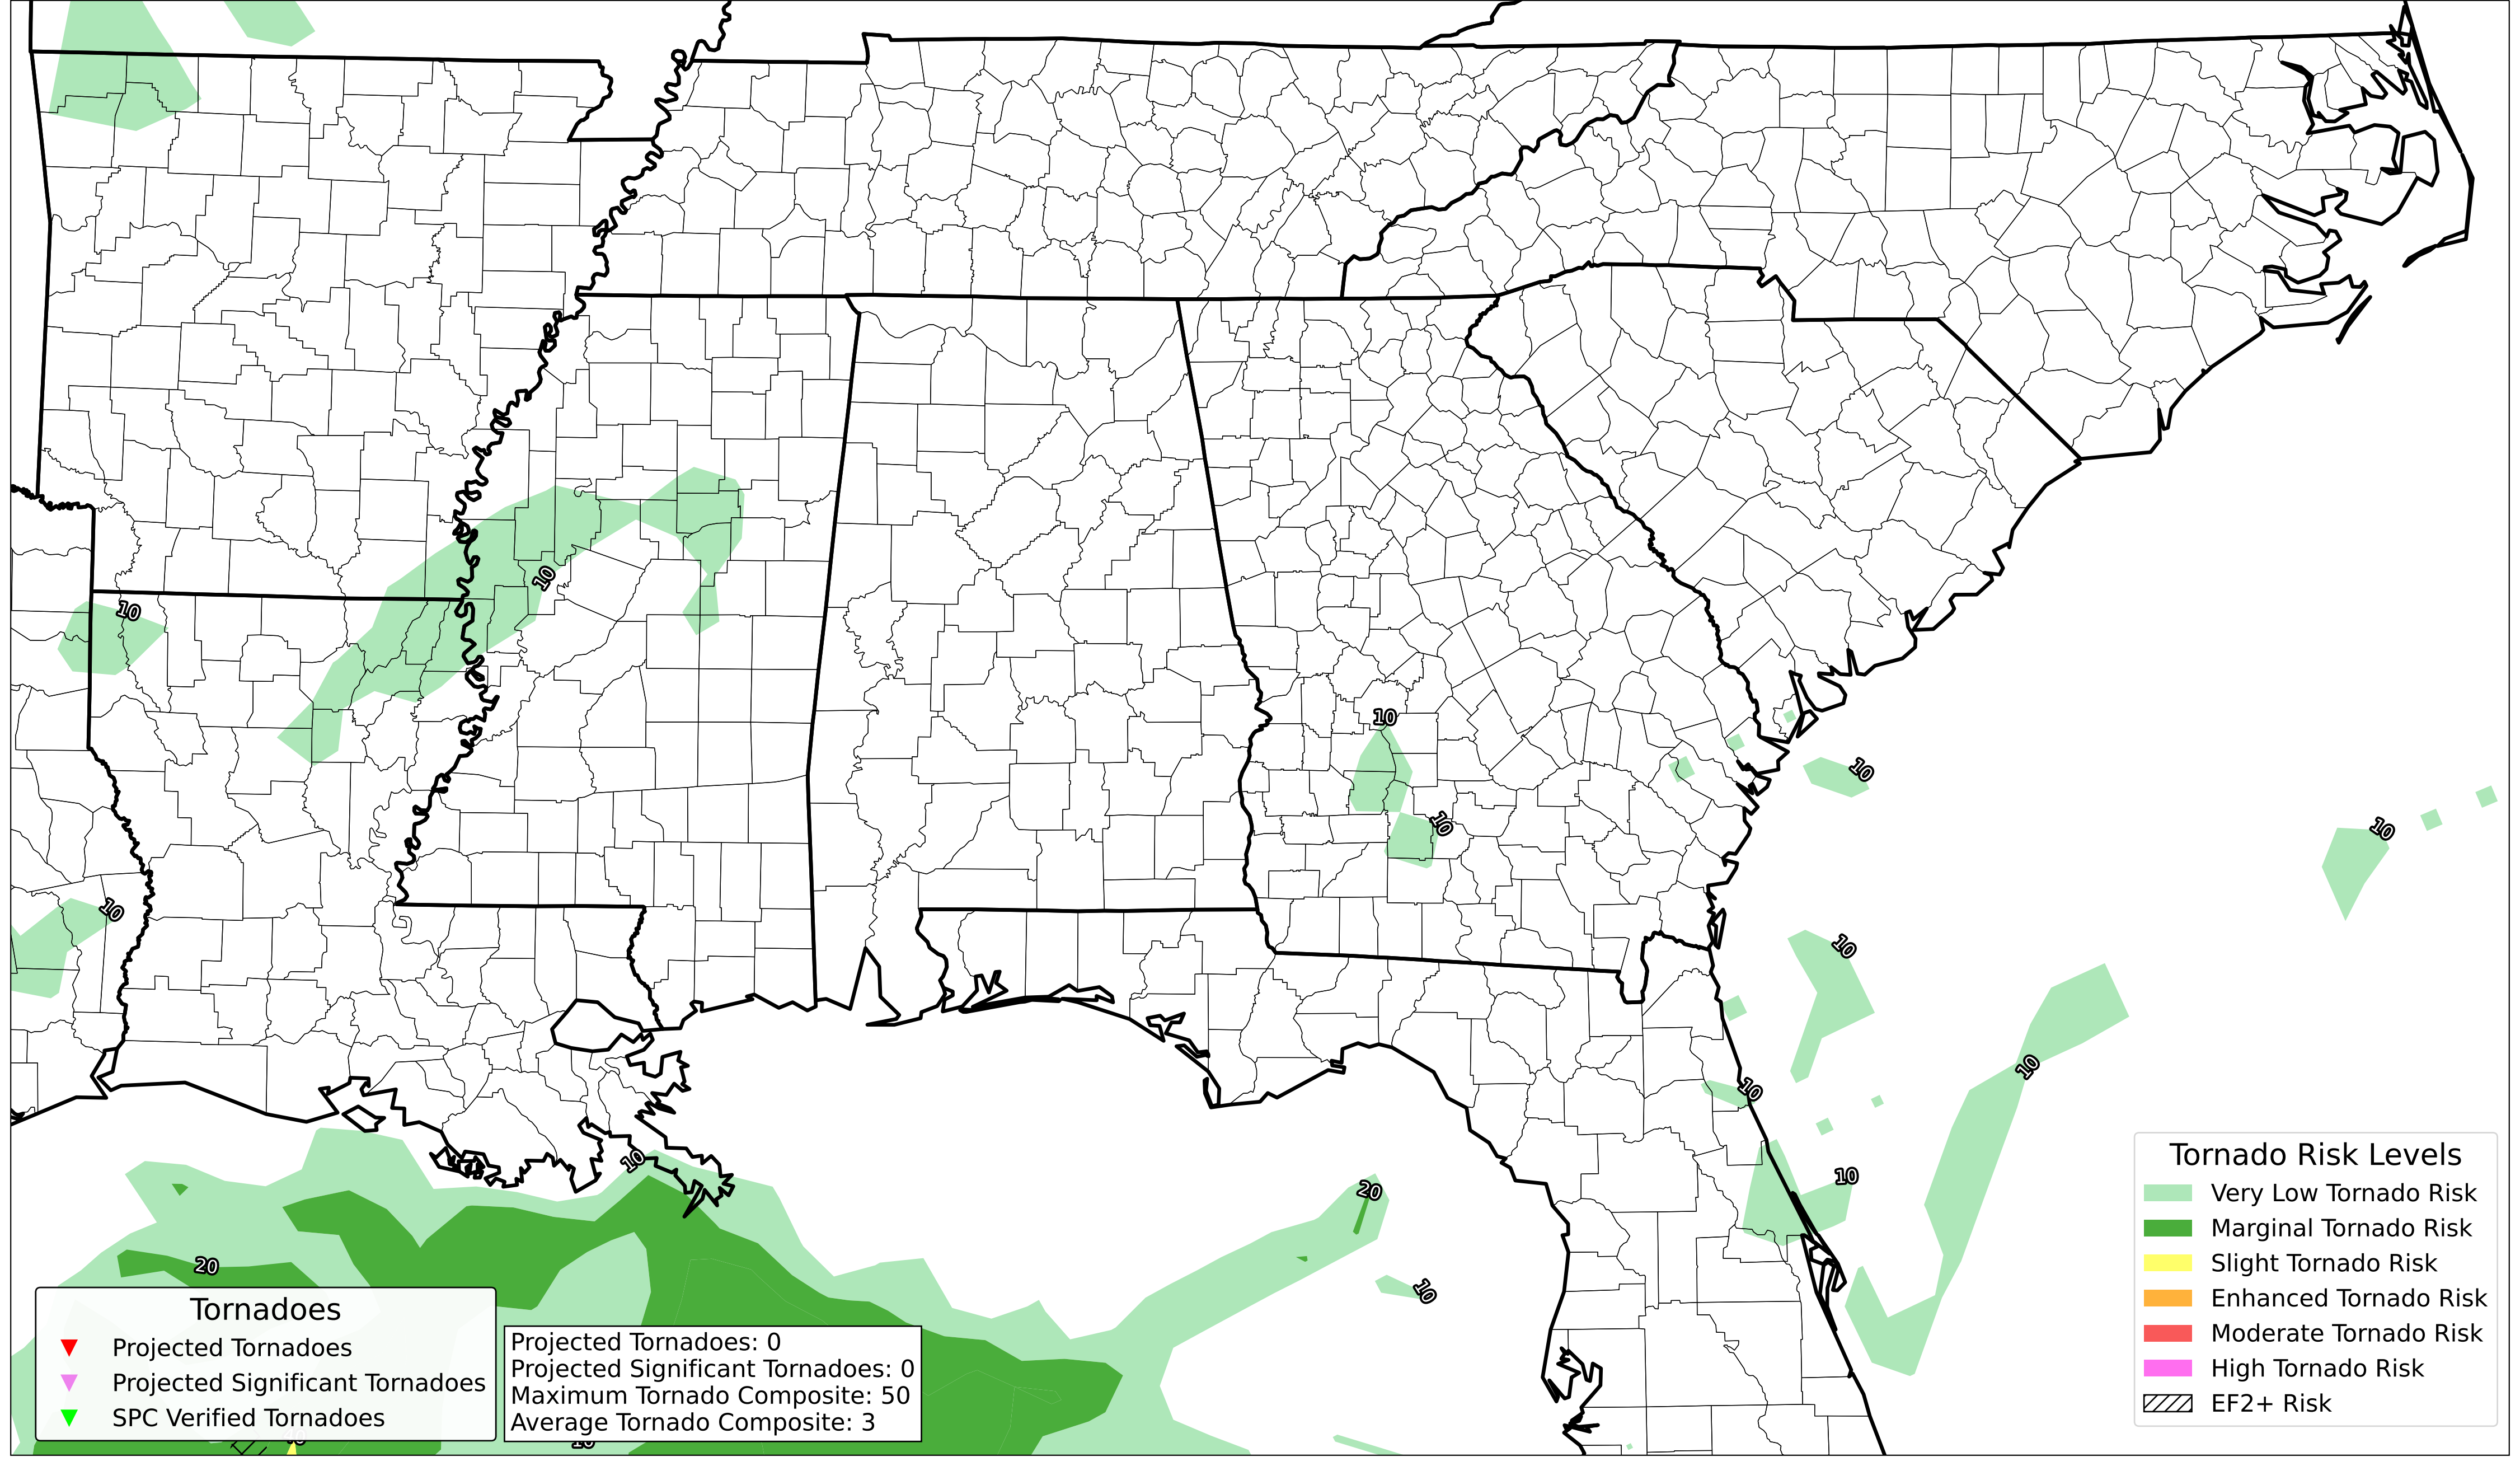 10
10
10
10
10
10
10
10
10
10
10
10
10
20
20
10
Tornadoes
Projected Tornadoes
Projected Significant Tornadoes
SPC Verified Tornadoes
Projected Tornadoes: 0
Projected Significant Tornadoes: 0
Maximum Tornado Composite: 50
Average Tornado Composite: 3
Tornado Risk Levels
Very Low Tornado Risk
Marginal Tornado Risk
Slight Tornado Risk
Enhanced Tornado Risk
Moderate Tornado Risk
High Tornado Risk
EF2+ Risk